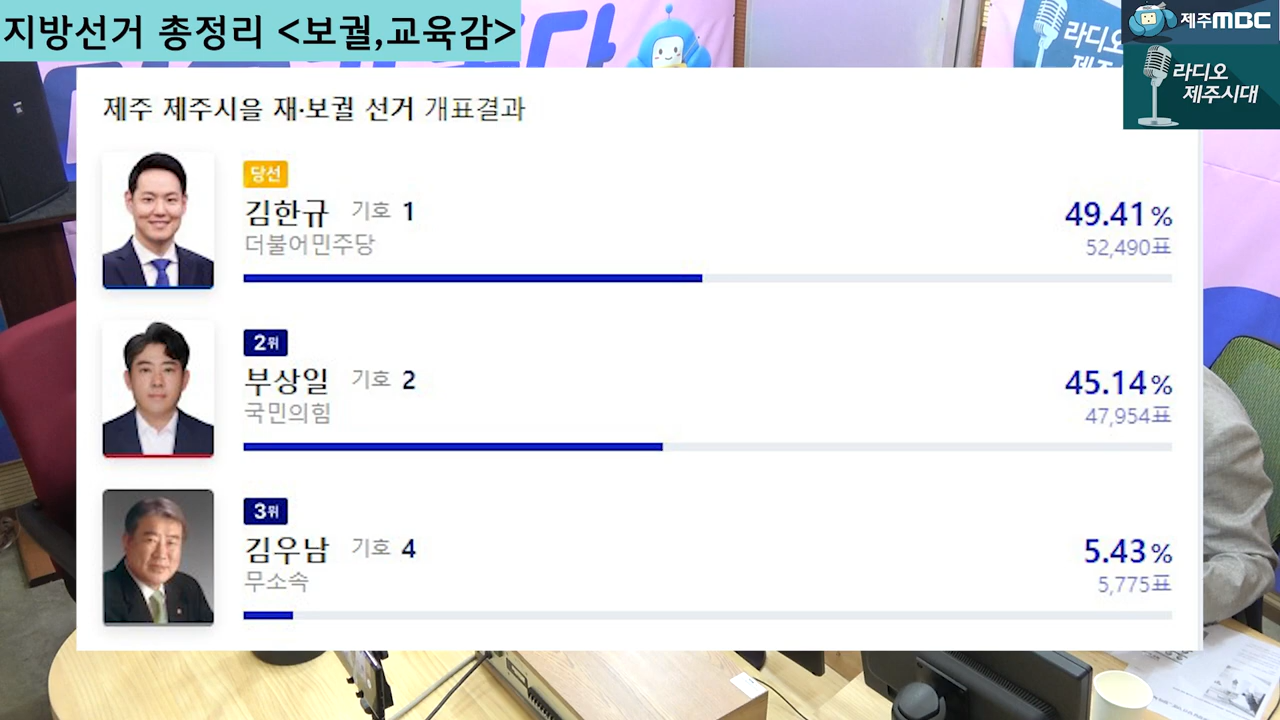 지방선거 총정리 <보궐,교육감>
제주MBC
라디오
제주시대
라디오
제주 제주시을 재·보궐 선거 개표결과
당선
김한규 기호 1
더불어민주당
49.41%
52,490표
2위
부상일 기호 2
국민의힘
45.14%
47,954표
3위
김우남 기호 4
무소속
5.43%
5,775표